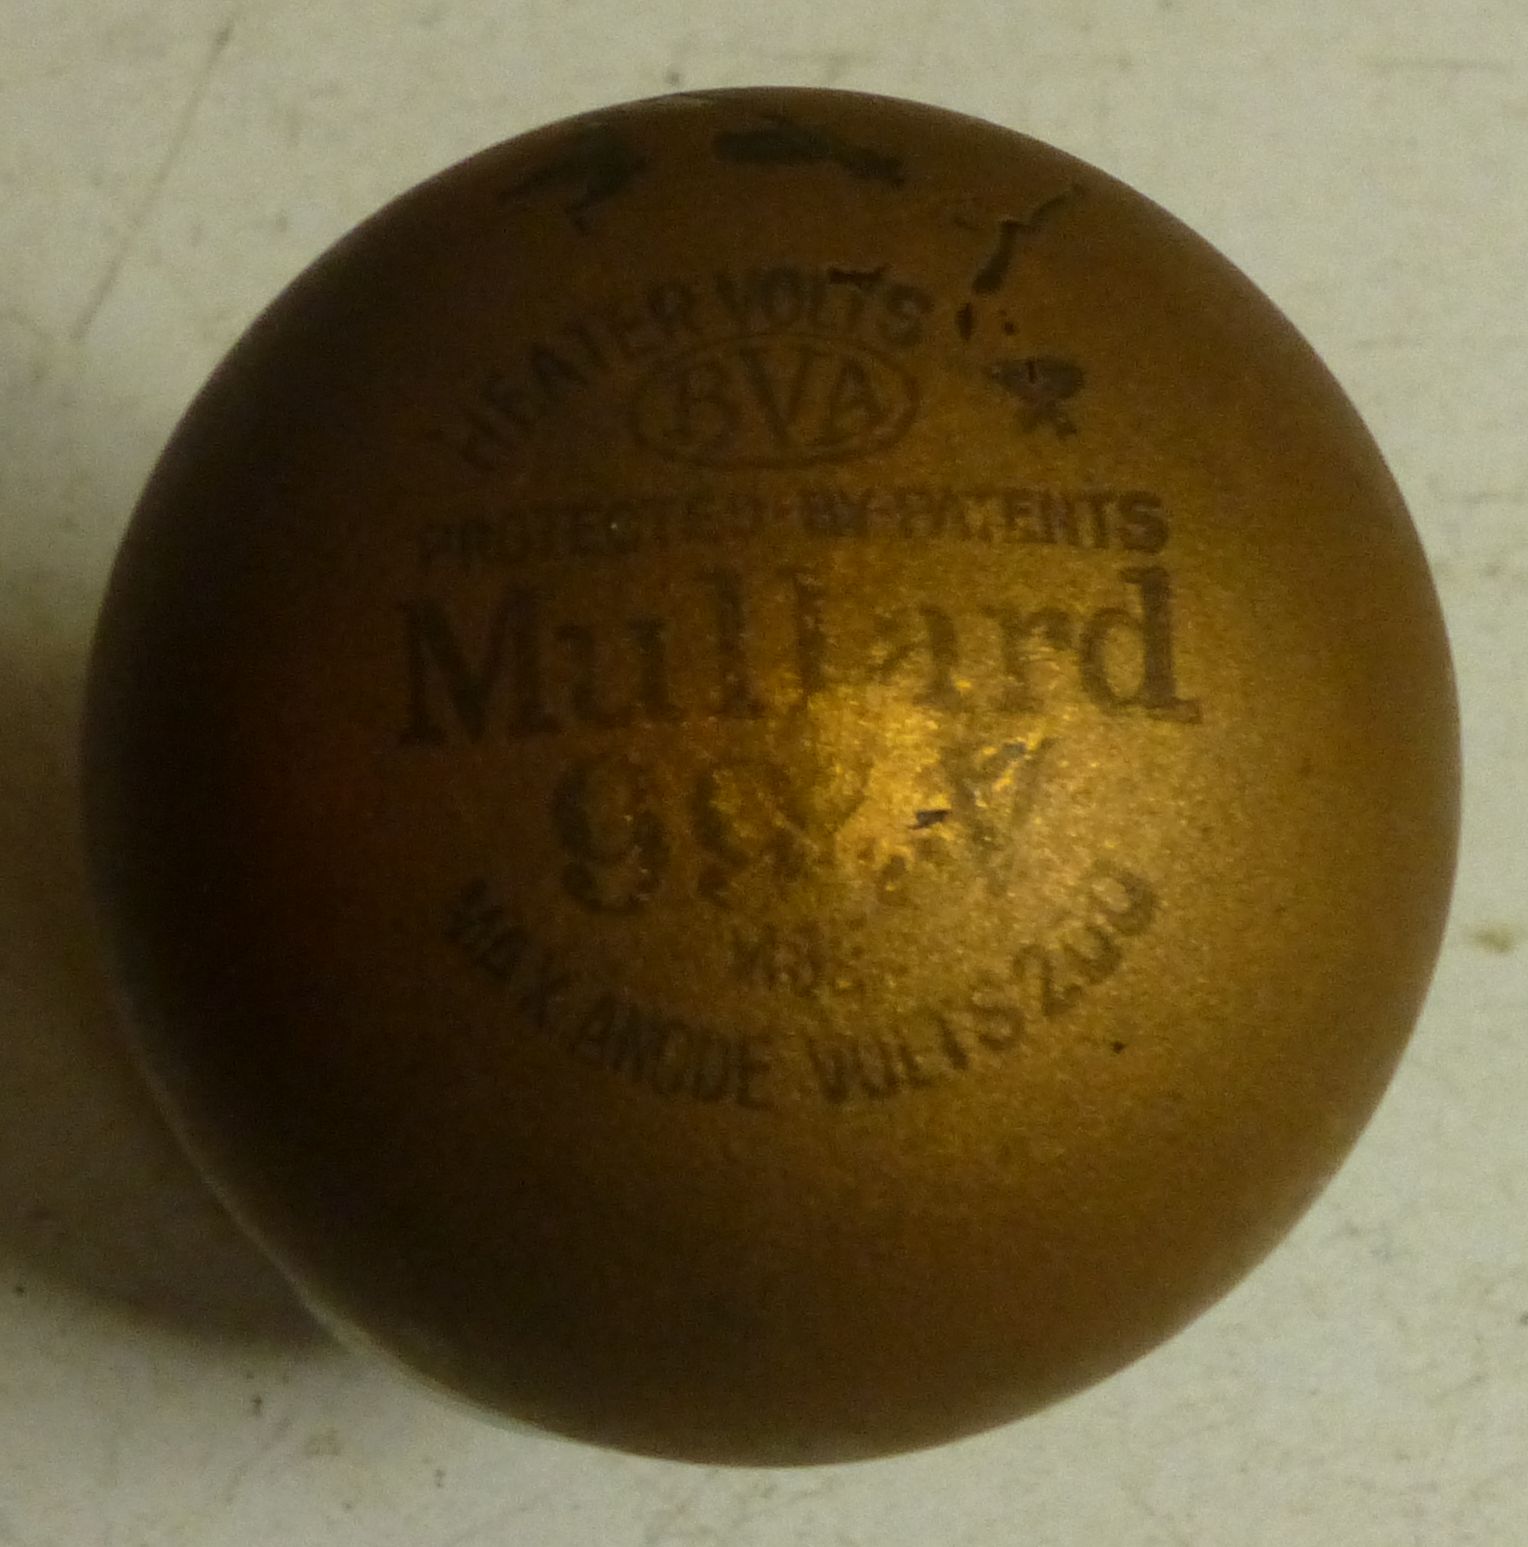 HEATER VOLTS
BVA
PROTECTED·BY·PATENTS
Mullard
MAX·ANODE VOLTS 200